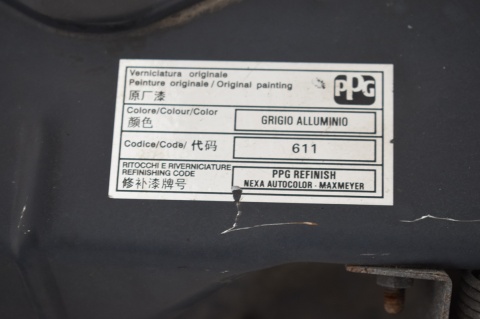 Verniciatura originale
Peinture originale / Original painting
原厂漆
PPG
Colore/Colour/Color
颜色
GRIGIO ALLUMINIO
Codice/Code/ 代码
611
RITOCCHI E RIVERNICIATURE
REFINISHING CODE
修补漆牌号
PPG REFINISH
NEXA AUTOCOLOR - MAXMEYER